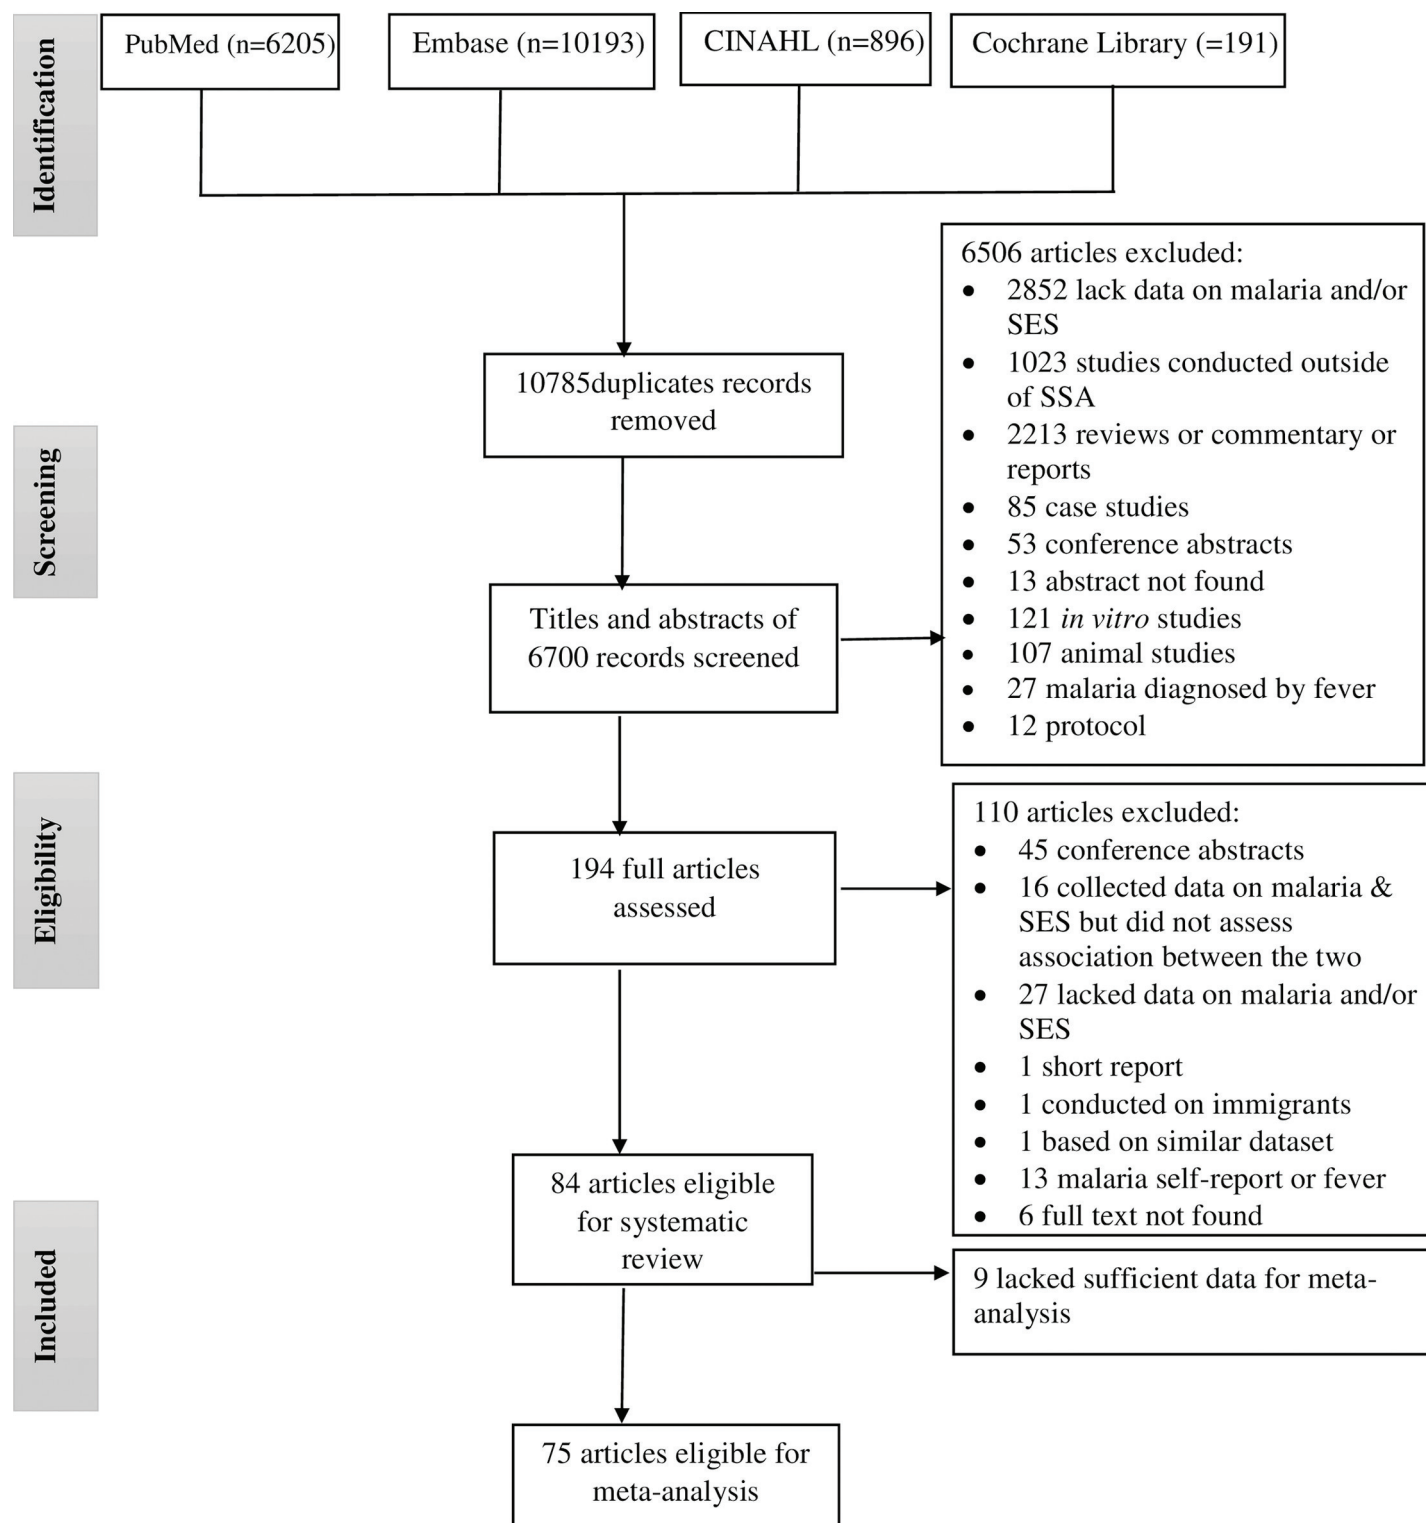 Identification
PubMed (n=6205)
Embase (n=10193)
CINAHL (n=896)
Cochrane Library (=191)
6506 articles excluded:
• 2852 lack data on malaria and/or
SES
• 1023 studies conducted outside
of SSA
• 2213 reviews or commentary or
reports
• 85 case studies
• 53 conference abstracts
• 13 abstract not found
• 121 in vitro studies
• 107 animal studies
• 27 malaria diagnosed by fever
• 12 protocol
10785duplicates records
removed
Screening
Titles and abstracts of
6700 records screened
Eligibility
194 full articles
assessed
110 articles excluded:
• 45 conference abstracts
• 16 collected data on malaria &
SES but did not assess
association between the two
• 27 lacked data on malaria and/or
SES
• 1 short report
• 1 conducted on immigrants
• 1 based on similar dataset
• 13 malaria self-report or fever
• 6 full text not found
Included
84 articles eligible
for systematic
review
9 lacked sufficient data for meta-
analysis
75 articles eligible for
meta-analysis